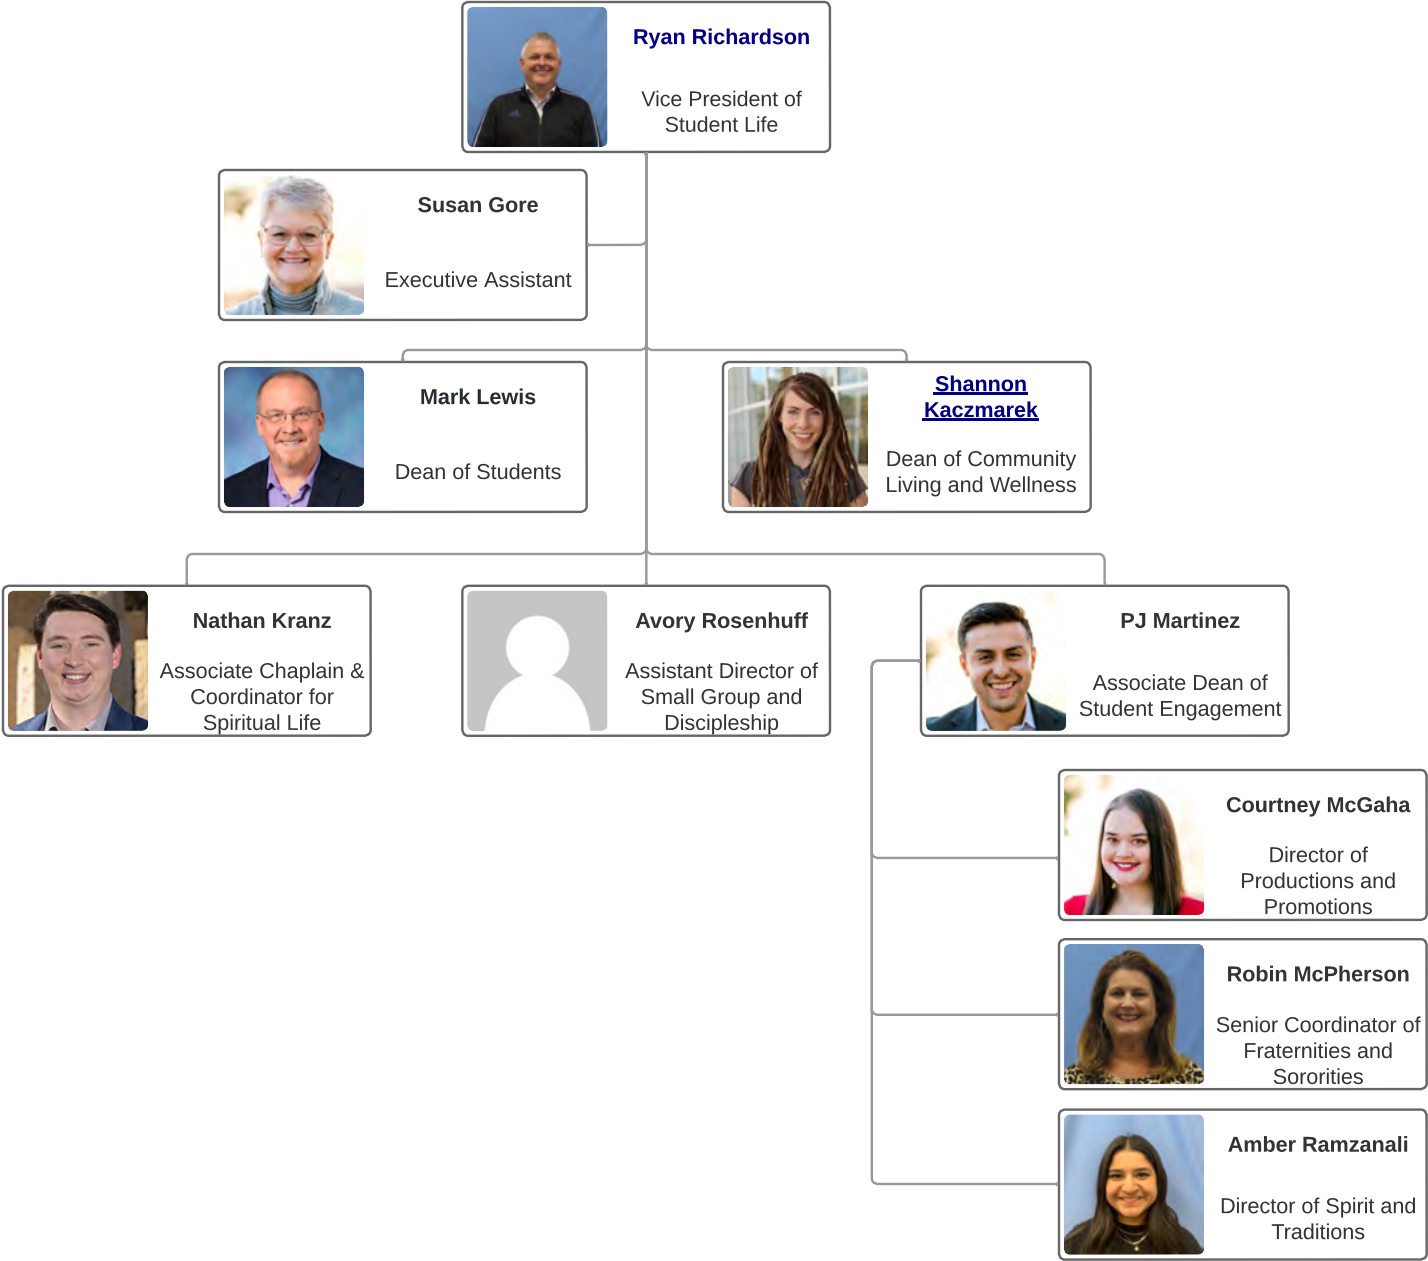 Ryan Richardson
Vice President of
Student Life
Susan Gore
Executive Assistant
Mark Lewis
Dean of Students
Shannon
Kaczmarek
Dean of Community
Living and Wellness
Nathan Kranz
Associate Chaplain &
Coordinator for
Spiritual Life
Avory Rosenhuff
Assistant Director of
Small Group and
Discipleship
PJ Martinez
Associate Dean of
Student Engagement
Courtney McGaha
Director of
Productions and
Promotions
Robin McPherson
Senior Coordinator of
Fraternities and
Sororities
Amber Ramzanali
Director of Spirit and
Traditions